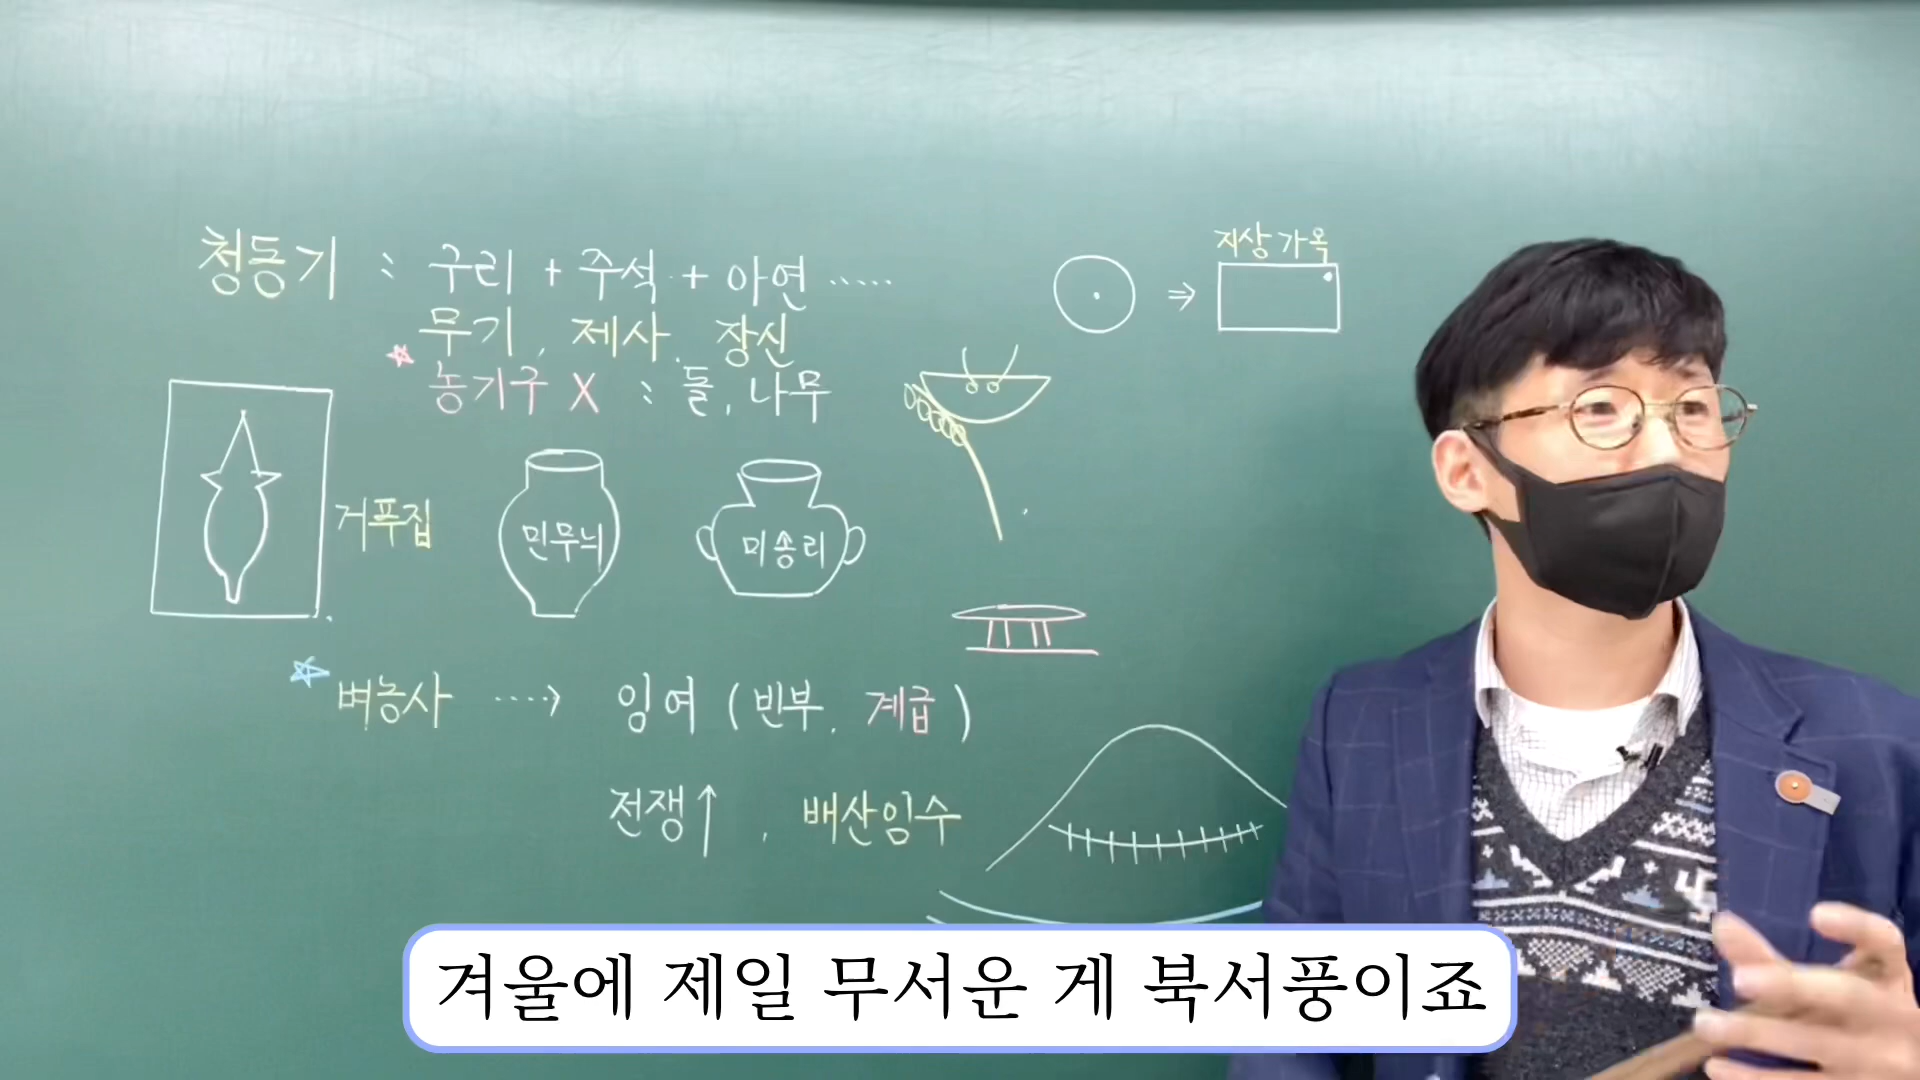 청동기 : 구리 + 주석 + 아연 .....
무기, 제사, 장신
농기구 X : 돌, 나무
지상가옥
거푸집
민무늬
미송리
벼농사 ····> 잉여 (빈부, 계급)
전쟁↑, 배산임수
겨울에 제일 무서운 게 북서풍이죠